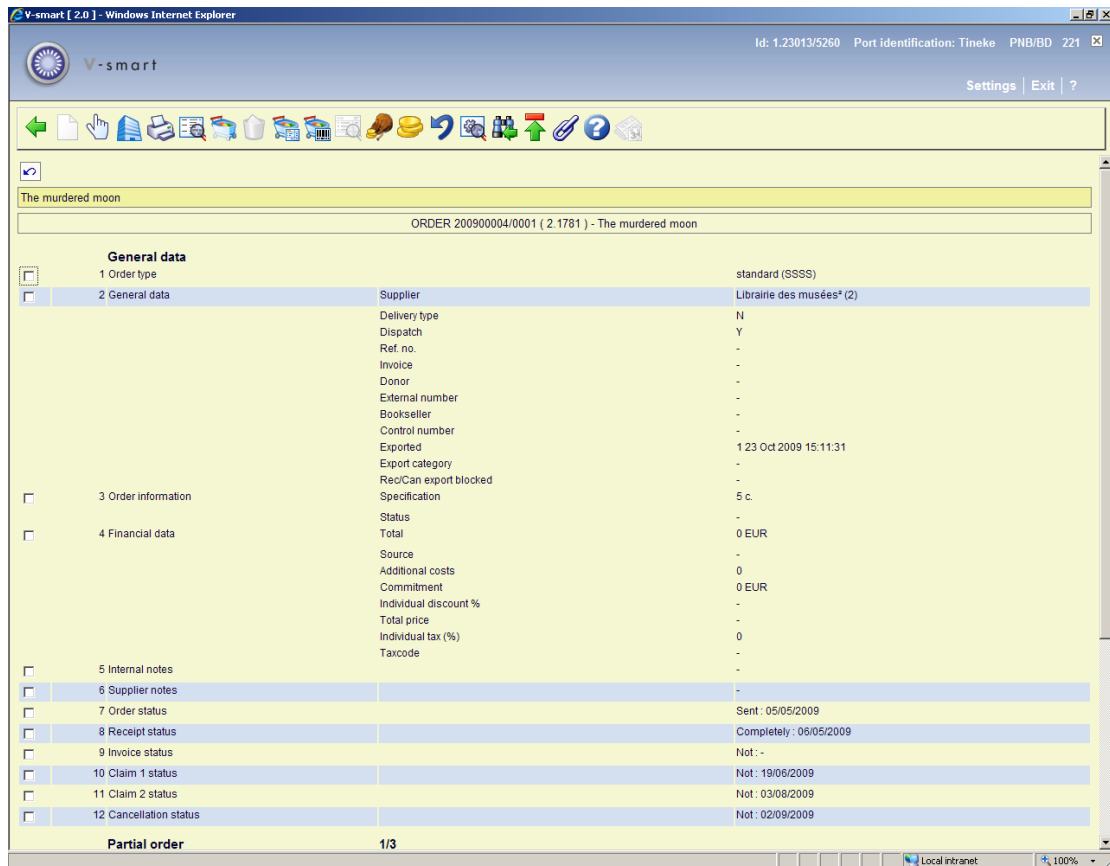 V-smart [ 2.0 ] - Windows Internet Explorer
Id: 1.23013/5260 Port identification: Tineke PNB/BD 221
V-smart
Settings | Exit | ?
The murdered moon
ORDER 200900004/0001 ( 2.1781 ) - The murdered moon
General data
1 Order type standard (SSSS)
2 General data Supplier Librairie des musées² (2)
Delivery type N
Dispatch Y
Ref. no. -
Invoice -
Donor -
External number -
Bookseller -
Control number -
Exported 1 23 Oct 2009 15:11:31
Export category -
Rec/Can export blocked -
3 Order information Specification 5 c.
Status -
4 Financial data Total 0 EUR
Source -
Additional costs 0
Commitment 0 EUR
Individual discount % -
Total price -
Individual tax (%) 0
Taxcode -
5 Internal notes -
6 Supplier notes -
7 Order status Sent : 05/05/2009
8 Receipt status Completely : 06/05/2009
9 Invoice status Not : -
10 Claim 1 status Not : 19/06/2009
11 Claim 2 status Not : 03/08/2009
12 Cancellation status Not : 02/09/2009
Partial order 1/3
Local intranet 100%